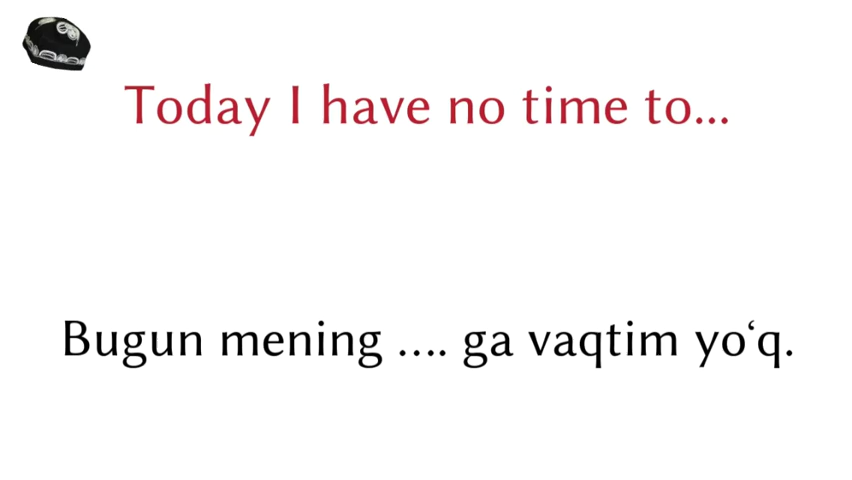 Today I have no time to...
Bugun mening .... ga vaqtim yo‘q.